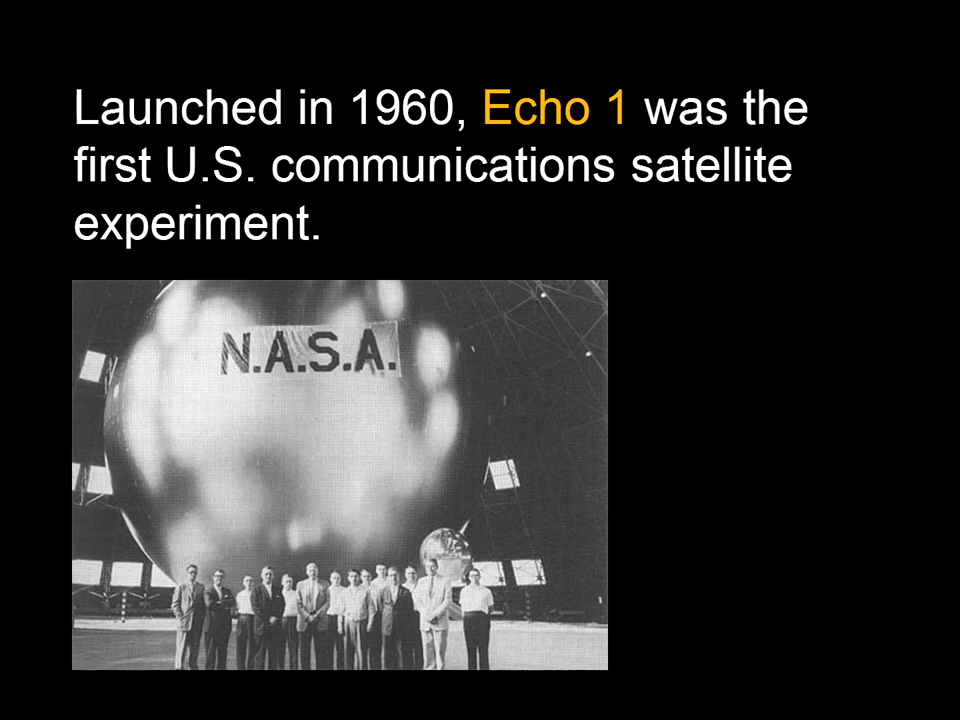 Launched in 1960, Echo 1 was the
first U.S. communications satellite
experiment.
N.A.S.A.